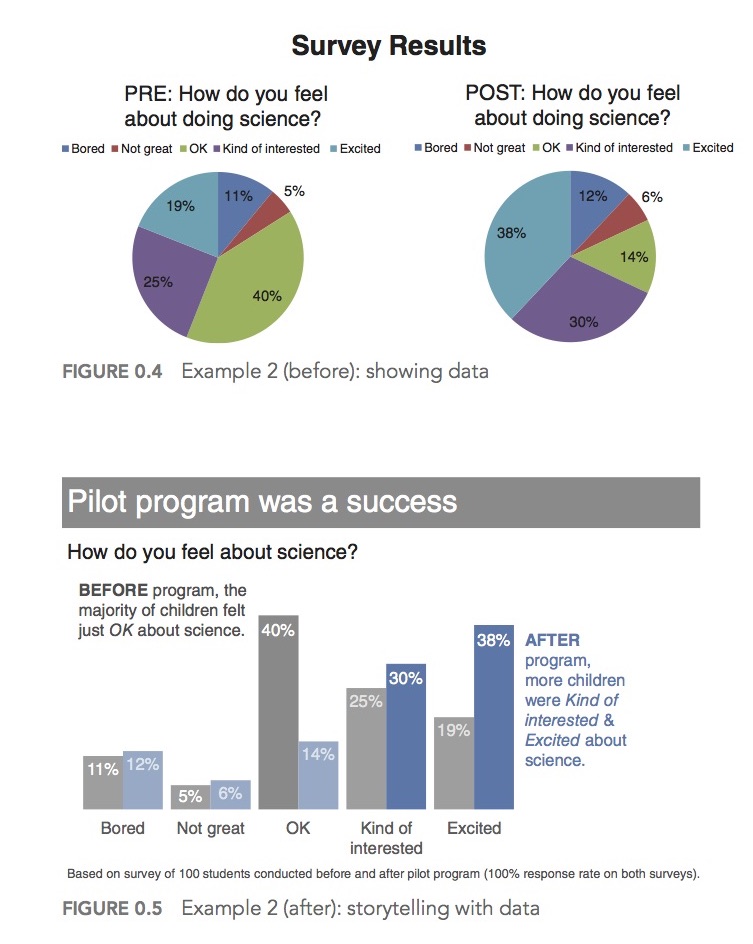 Survey Results
PRE: How do you feel
about doing science?
Bored Not great OK Kind of interested Excited
11%
5%
40%
25%
19%
POST: How do you feel
about doing science?
Bored Not great OK Kind of interested Excited
12%
6%
14%
30%
38%
FIGURE 0.4 Example 2 (before): showing data
Pilot program was a success
How do you feel about science?
BEFORE program, the
majority of children felt
just OK about science.
11% 12%
5% 6%
40% 14%
25% 30%
19% 38%
AFTER
program,
more children
were Kind of
interested &
Excited about
science.
Bored
Not great
OK
Kind of
interested
Excited
Based on survey of 100 students conducted before and after pilot program (100% response rate on both surveys).
FIGURE 0.5 Example 2 (after): storytelling with data